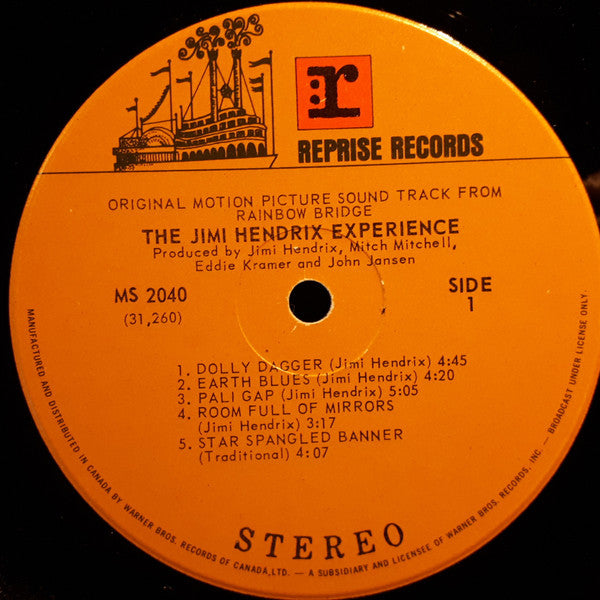 :r
REPRISE RECORDS
ORIGINAL MOTION PICTURE SOUND TRACK FROM
RAINBOW BRIDGE
THE JIMI HENDRIX EXPERIENCE
Produced by Jimi Hendrix, Mitch Mitchell,
Eddie Kramer and John Jansen
MS 2040
(31,260)
SIDE
1
1. DOLLY DAGGER (Jimi Hendrix) 4:45
2. EARTH BLUES (Jimi Hendrix) 4:20
3. PALI GAP (Jimi Hendrix) 5:05
4. ROOM FULL OF MIRRORS
(Jimi Hendrix) 3:17
5. STAR SPANGLED BANNER
(Traditional) 4:07
STEREO
MANUFACTURED AND DISTRIBUTED IN CANADA BY WARNER BROS. RECORDS OF CANADA, LTD. — A SUBSIDIARY AND LICENSEE OF WARNER BROS. RECORDS, INC. — BROADCAST UNDER LICENSE ONLY.